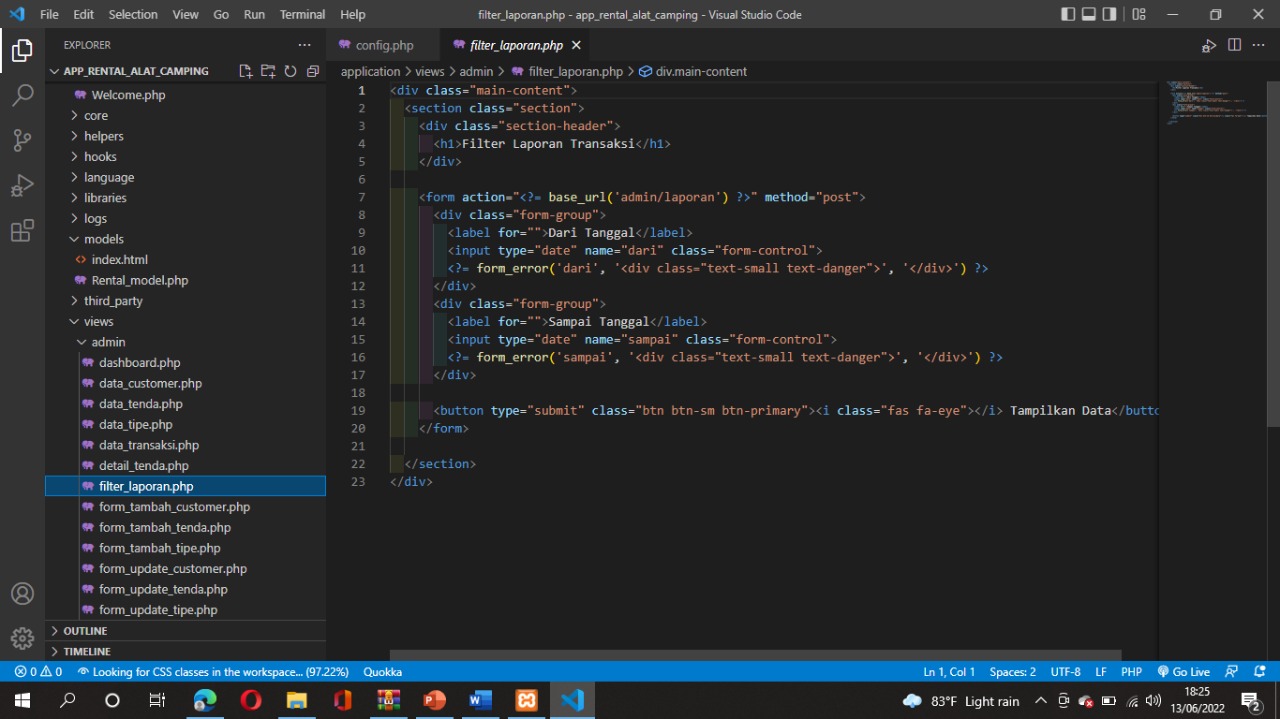 File Edit Selection View Go Run Terminal Help filter_laporan.php - app_rental_alat_camping - Visual Studio Code
EXPLORER ...
APP_RENTAL_ALAT_CAMPING
Welcome.php
core
helpers
hooks
language
libraries
logs
models
index.html
Rental_model.php
third_party
views
admin
dashboard.php
data_customer.php
data_tenda.php
data_tipe.php
data_transaksi.php
detail_tenda.php
filter_laporan.php
form_tambah_customer.php
form_tambah_tenda.php
form_tambah_tipe.php
form_update_customer.php
form_update_tenda.php
form_update_tipe.php
OUTLINE
TIMELINE
config.php filter_laporan.php
application > views > admin > filter_laporan.php > div.main-content
1 <div class="main-content">
2 <section class="section">
3 <div class="section-header">
4 <h1>Filter Laporan Transaksi</h1>
5 </div>
6
7 <form action="<?= base_url('admin/laporan') ?>" method="post">
8 <div class="form-group">
9 <label for="">Dari Tanggal</label>
10 <input type="date" name="dari" class="form-control">
11 <?= form_error('dari', '<div class="text-small text-danger">', '</div>') ?>
12 </div>
13 <div class="form-group">
14 <label for="">Sampai Tanggal</label>
15 <input type="date" name="sampai" class="form-control">
16 <?= form_error('sampai', '<div class="text-small text-danger">', '</div>') ?>
17 </div>
18
19 <button type="submit" class="btn btn-sm btn-primary"><i class="fas fa-eye"></i> Tampilkan Data</butto
20 </form>
21
22 </section>
23 </div>
0 0 Looking for CSS classes in the workspace... (97.22%) Quokka Ln 1, Col 1 Spaces: 2 UTF-8 LF PHP Go Live
83°F Light rain 18:25
13/06/2022 2